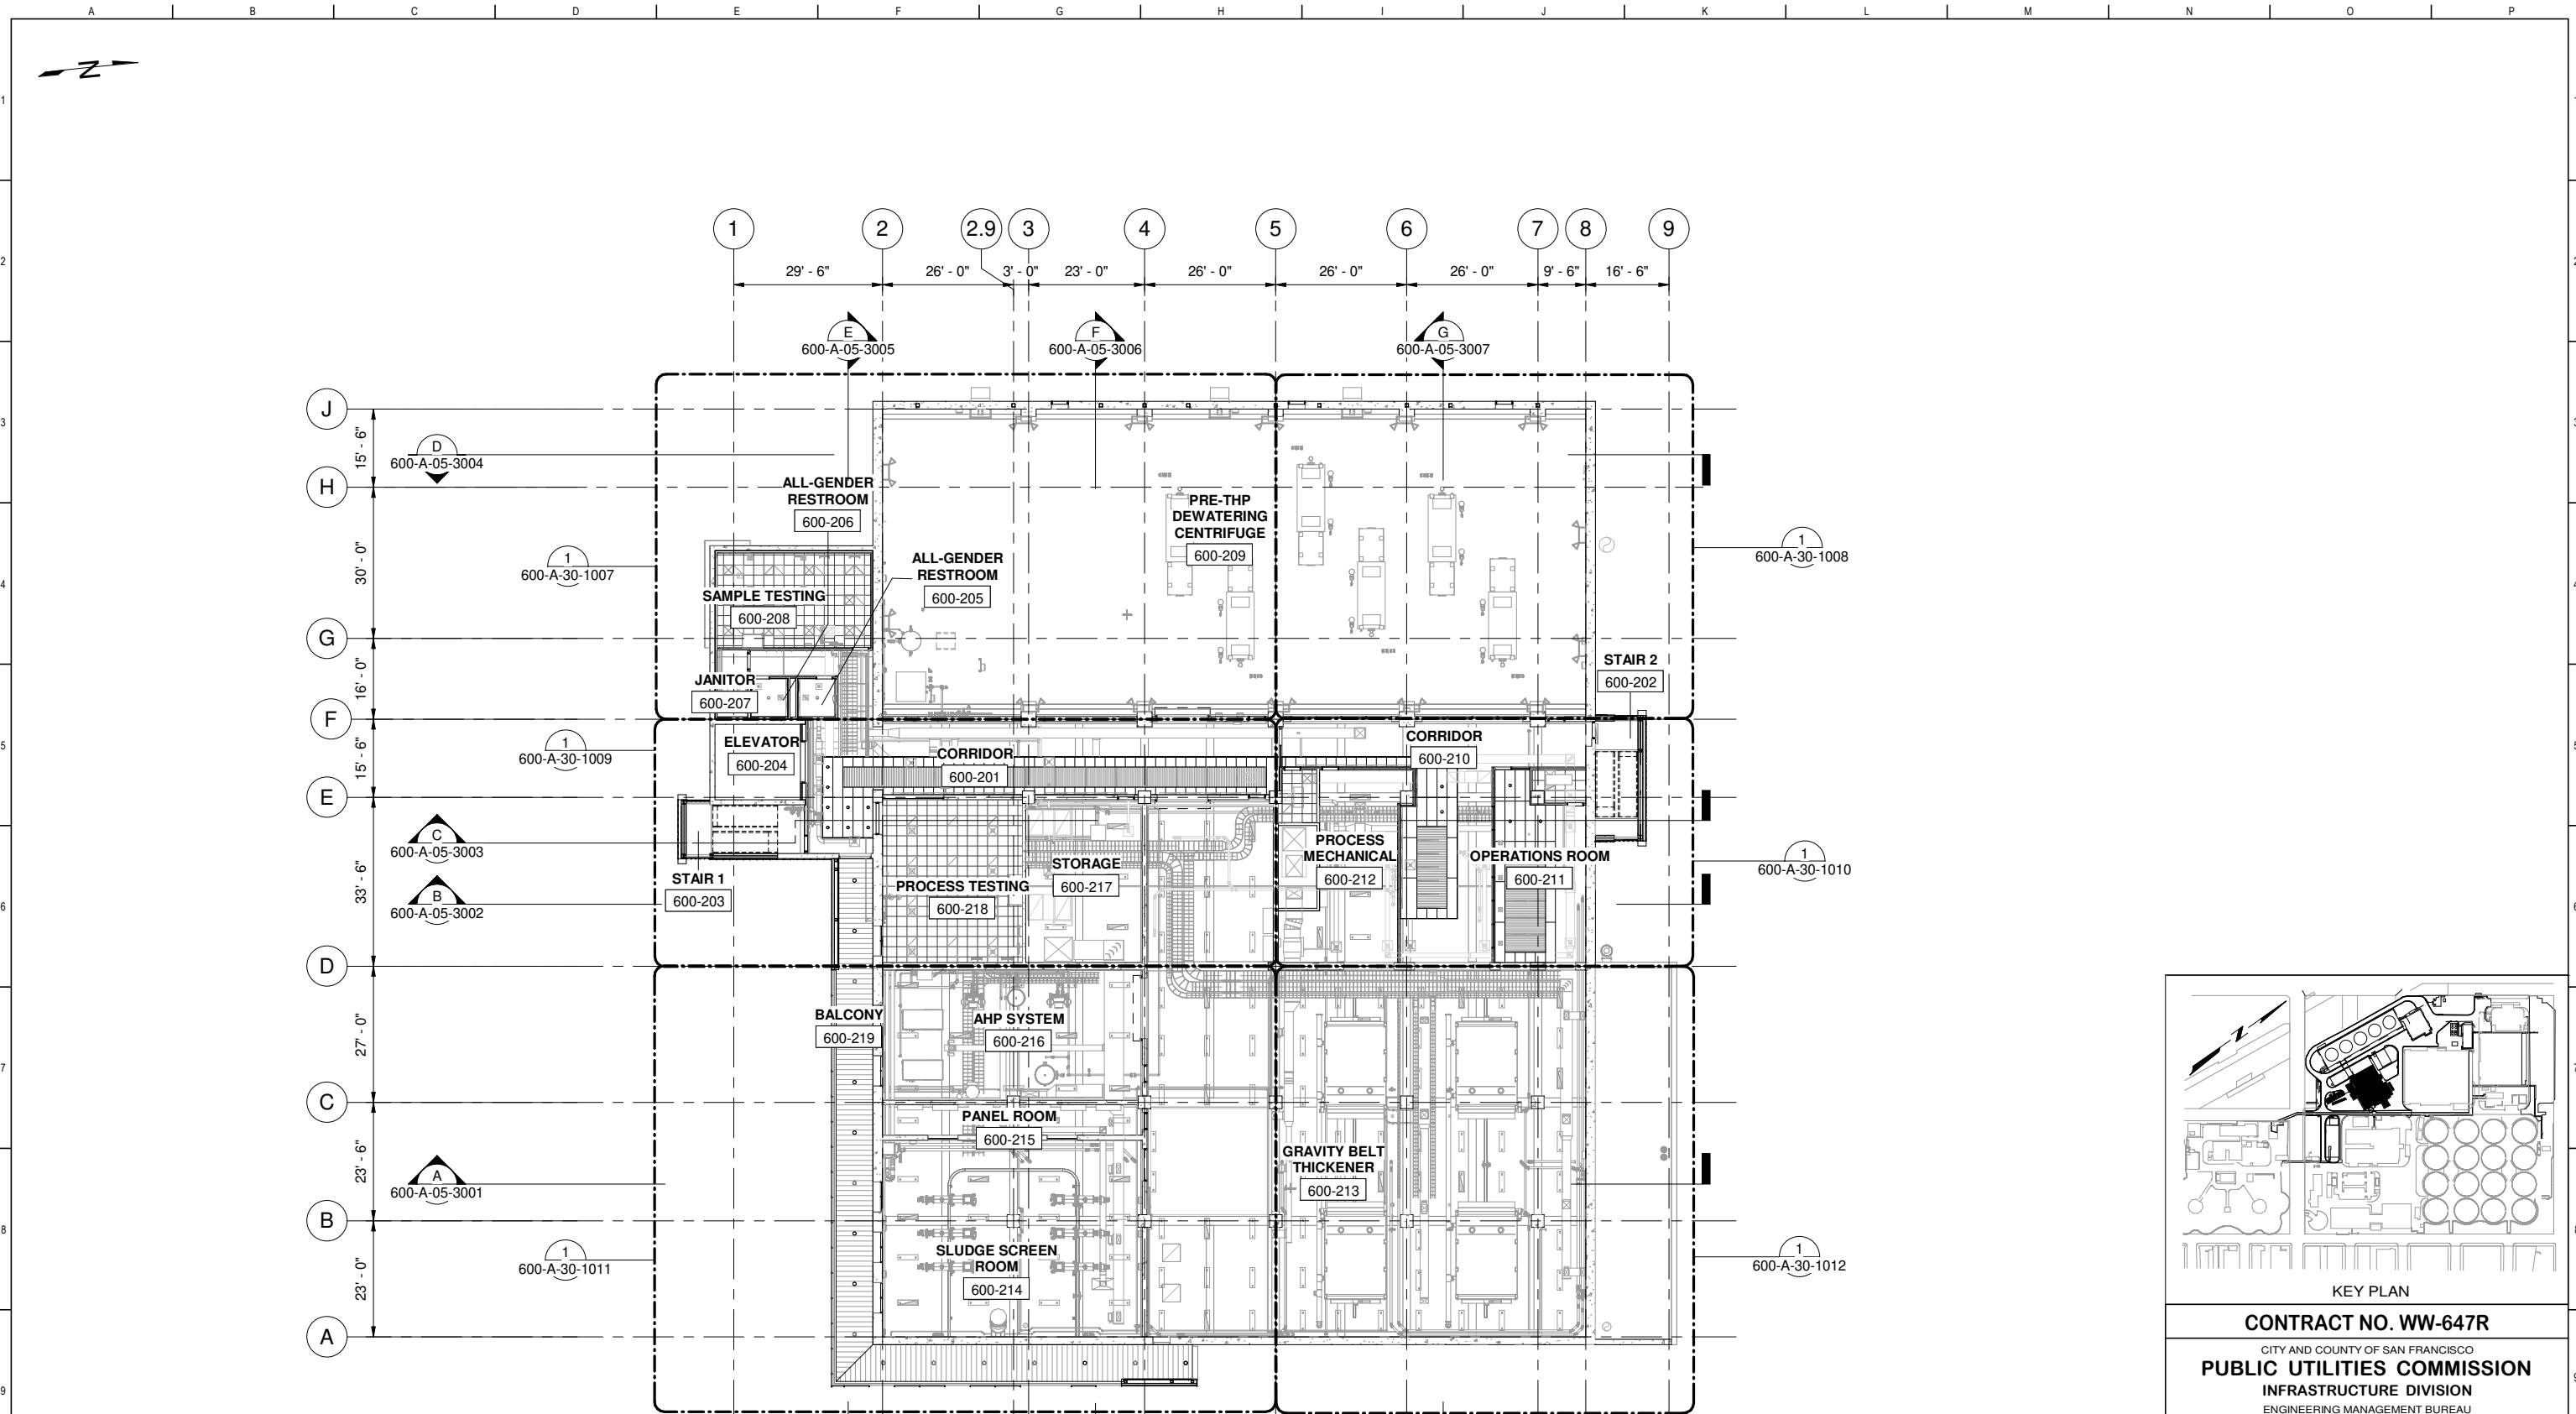 A B C D E F G H I J K L M N O P
N
1
1 2 2.9 3 4 5 6 7 8 9
2
29' - 6" 26' - 0" 3' - 0" 23' - 0" 26' - 0" 26' - 0" 26' - 0" 9' - 6" 16' - 6"
E
600-A-05-3005
F
600-A-05-3006
G
600-A-05-3007
J
3
15' - 6"
D
600-A-05-3004
H
ALL-GENDER
RESTROOM
600-206
PRE-THP
DEWATERING
CENTRIFUGE
600-209
30' - 0"
1
600-A-30-1007
1
600-A-30-1008
4
ALL-GENDER
RESTROOM
600-205
SAMPLE TESTING
600-208
G
16' - 0"
JANITOR
600-207
STAIR 2
600-202
F
5
15' - 6"
1
600-A-30-1009
ELEVATOR
600-204
CORRIDOR
600-201
CORRIDOR
600-210
E
33' - 6"
C
600-A-05-3003
B
600-A-05-3002
6
STAIR 1
600-203
PROCESS TESTING
600-218
STORAGE
600-217
PROCESS
MECHANICAL
600-212
OPERATIONS ROOM
600-211
1
600-A-30-1010
D
27' - 0"
BALCONY
600-219
AHP SYSTEM
600-216
7
C
PANEL ROOM
600-215
23' - 6"
A
600-A-05-3001
GRAVITY BELT
THICKENER
600-213
B
8
23' - 0"
1
600-A-30-1011
SLUDGE SCREEN
ROOM
600-214
1
600-A-30-1012
A
9
N
KEY PLAN
CONTRACT NO. WW-647R
CITY AND COUNTY OF SAN FRANCISCO
PUBLIC UTILITIES COMMISSION
INFRASTRUCTURE DIVISION
ENGINEERING MANAGEMENT BUREAU